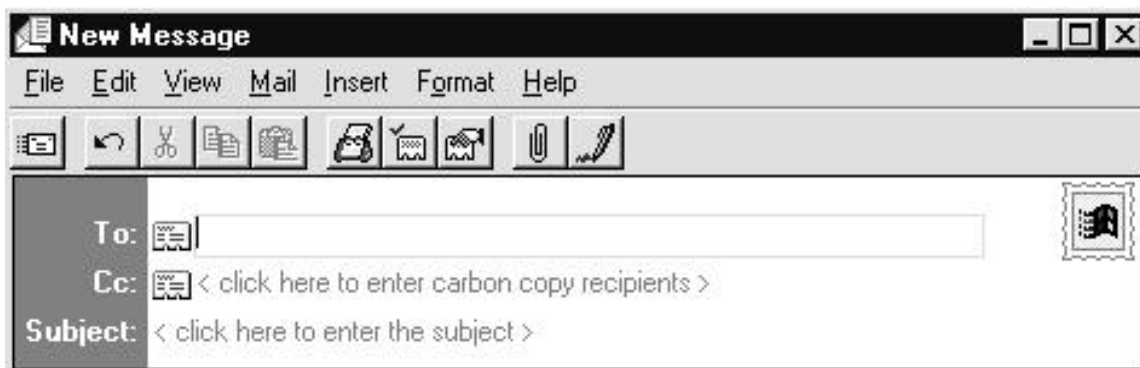 New Message
File Edit View Mail Insert Format Help
To:
Cc: < click here to enter carbon copy recipients >
Subject: < click here to enter the subject >